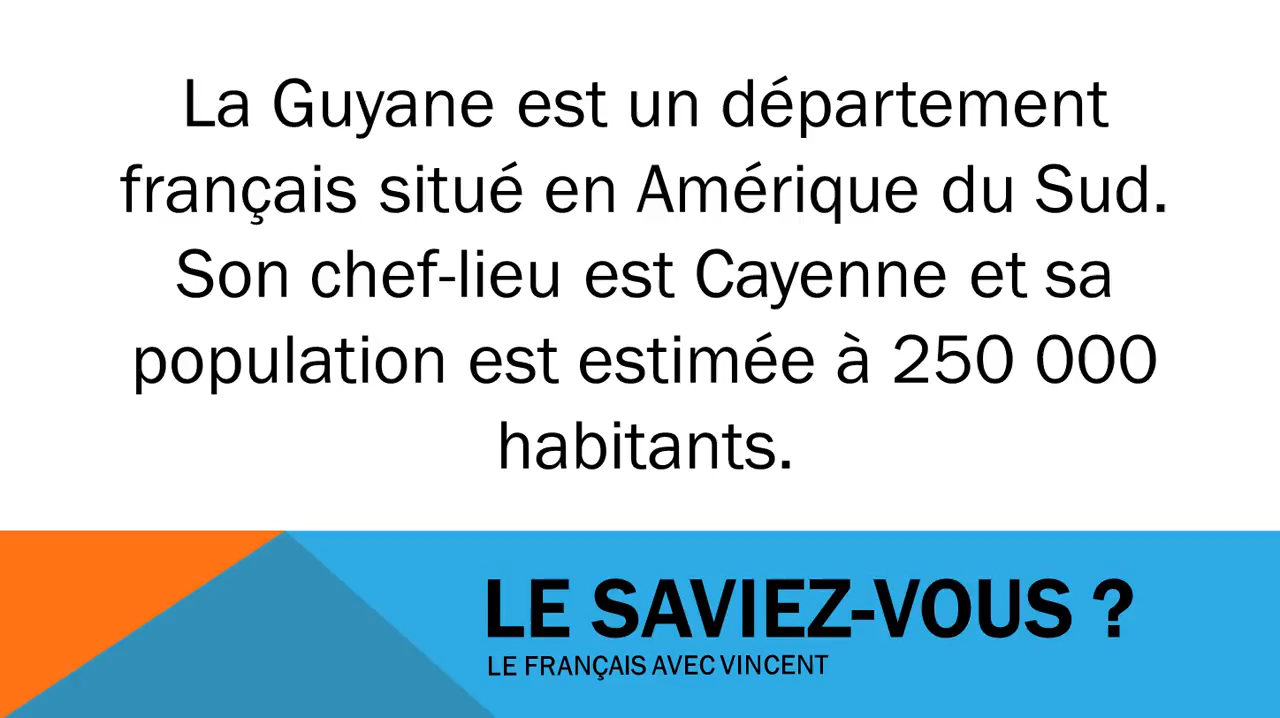 La Guyane est un département
français situé en Amérique du Sud.
Son chef-lieu est Cayenne et sa
population est estimée à 250 000
habitants.
LE SAVIEZ-VOUS ?
LE FRANÇAIS AVEC VINCENT